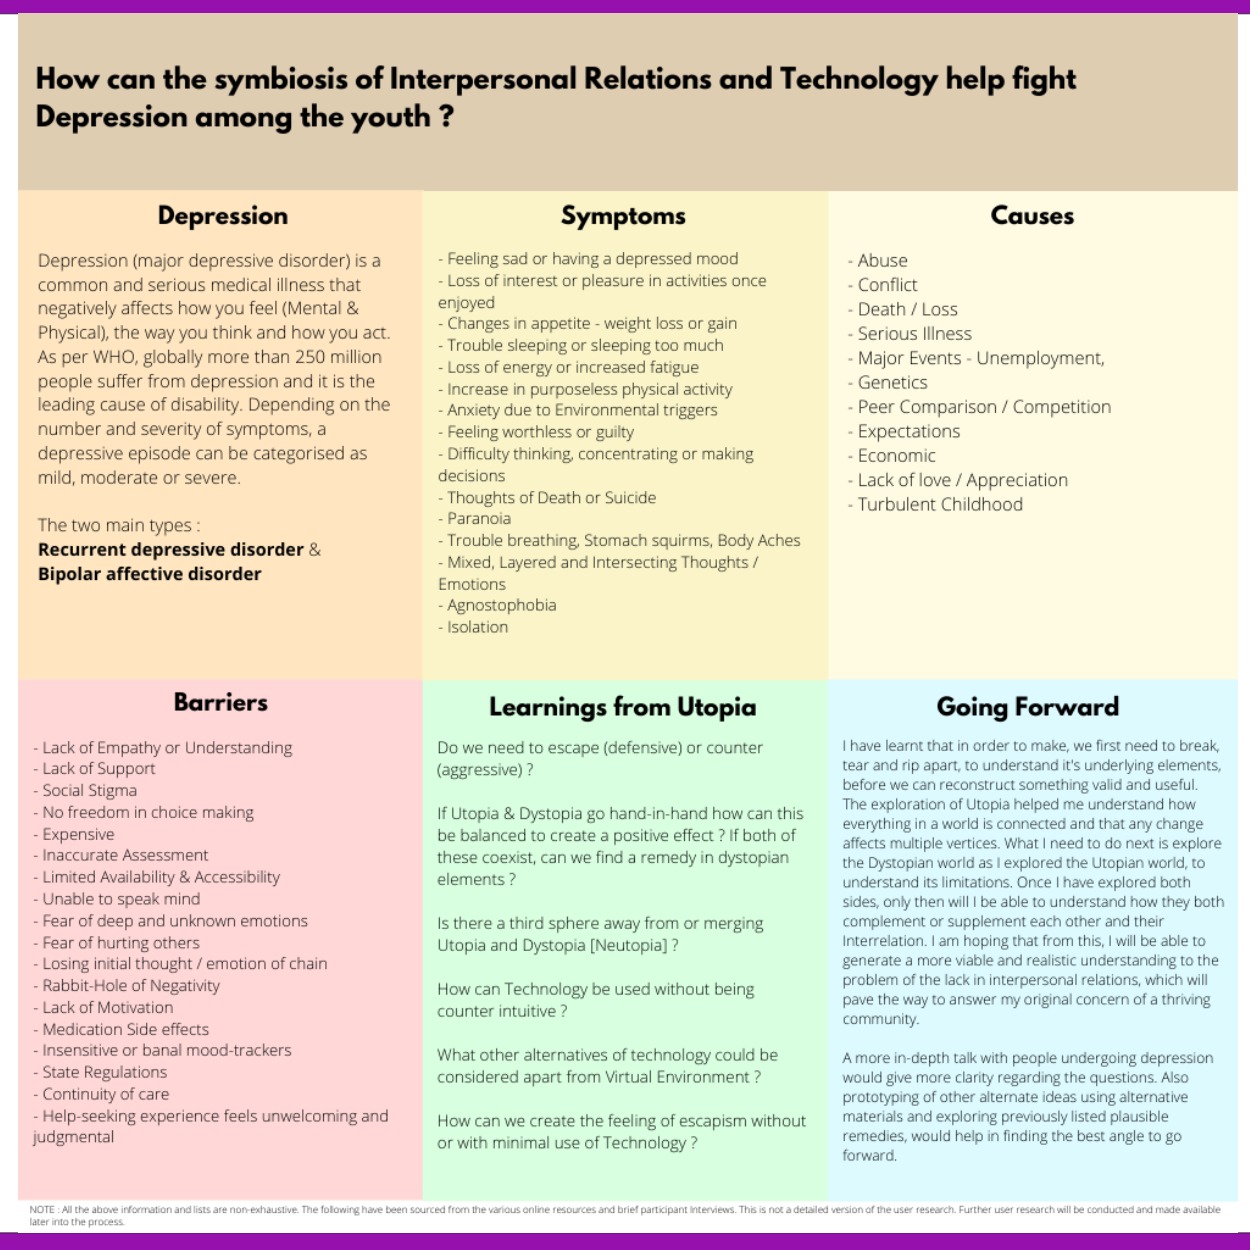 How can the symbiosis of Interpersonal Relations and Technology help fight
Depression among the youth ?
Depression
Depression (major depressive disorder) is a
common and serious medical illness that
negatively affects how you feel (Mental &
Physical), the way you think and how you act.
As per WHO, globally more than 250 million
people suffer from depression and it is the
leading cause of disability. Depending on the
number and severity of symptoms, a
depressive episode can be categorised as
mild, moderate or severe.
The two main types :
Recurrent depressive disorder &
Bipolar affective disorder
Symptoms
- Feeling sad or having a depressed mood
- Loss of interest or pleasure in activities once
enjoyed
- Changes in appetite - weight loss or gain
- Trouble sleeping or sleeping too much
- Loss of energy or increased fatigue
- Increase in purposeless physical activity
- Anxiety due to Environmental triggers
- Feeling worthless or guilty
- Difficulty thinking, concentrating or making
decisions
- Thoughts of Death or Suicide
- Paranoia
- Trouble breathing, Stomach squirms, Body Aches
- Mixed, Layered and Intersecting Thoughts /
Emotions
- Agnostophobia
- Isolation
Causes
- Abuse
- Conflict
- Death / Loss
- Serious Illness
- Major Events - Unemployment,
- Genetics
- Peer Comparison / Competition
- Expectations
- Economic
- Lack of love / Appreciation
- Turbulent Childhood
Barriers
- Lack of Empathy or Understanding
- Lack of Support
- Social Stigma
- No freedom in choice making
- Expensive
- Inaccurate Assessment
- Limited Availability & Accessibility
- Unable to speak mind
- Fear of deep and unknown emotions
- Fear of hurting others
- Losing initial thought / emotion of chain
- Rabbit-Hole of Negativity
- Lack of Motivation
- Medication Side effects
- Insensitive or banal mood-trackers
- State Regulations
- Continuity of care
- Help-seeking experience feels unwelcoming and
judgmental
Learnings from Utopia
Do we need to escape (defensive) or counter
(aggressive) ?
If Utopia & Dystopia go hand-in-hand how can this
be balanced to create a positive effect ? If both of
these coexist, can we find a remedy in dystopian
elements ?
Is there a third sphere away from or merging
Utopia and Dystopia [Neutopia] ?
How can Technology be used without being
counter intuitive ?
What other alternatives of technology could be
considered apart from Virtual Environment ?
How can we create the feeling of escapism without
or with minimal use of Technology ?
Going Forward
I have learnt that in order to make, we first need to break,
tear and rip apart, to understand it's underlying elements,
before we can reconstruct something valid and useful.
The exploration of Utopia helped me understand how
everything in a world is connected and that any change
affects multiple vertices. What I need to do next is explore
the Dystopian world as I explored the Utopian world, to
understand its limitations. Once I have explored both
sides, only then will I be able to understand how they both
complement or supplement each other and their
Interrelation. I am hoping that from this, I will be able to
generate a more viable and realistic understanding to the
problem of the lack in interpersonal relations, which will
pave the way to answer my original concern of a thriving
community.
A more in-depth talk with people undergoing depression
would give more clarity regarding the questions. Also
prototyping of other alternate ideas using alternative
materials and exploring previously listed plausible
remedies, would help in finding the best angle to go
forward.
NOTE : All the above information and lists are non-exhaustive. The following have been sourced from the various online resources and brief participant Interviews. This is not a detailed version of the user research. Further user research will be conducted and made available
later into the process.